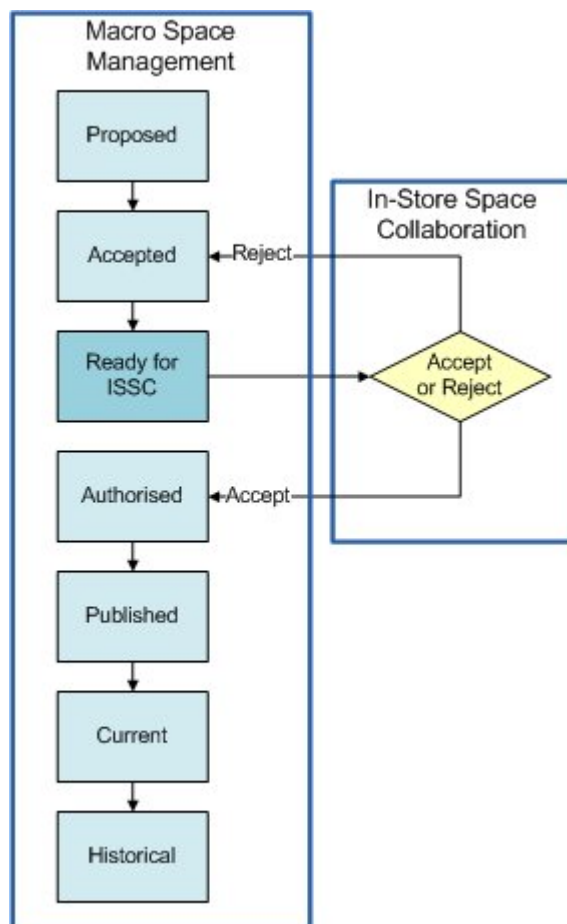 Macro Space
Management
Proposed
In-Store Space
Collaboration
Accepted
Reject
Ready for
ISSC
Accept
or Reject
Authorised
Accept
Published
Current
Historical